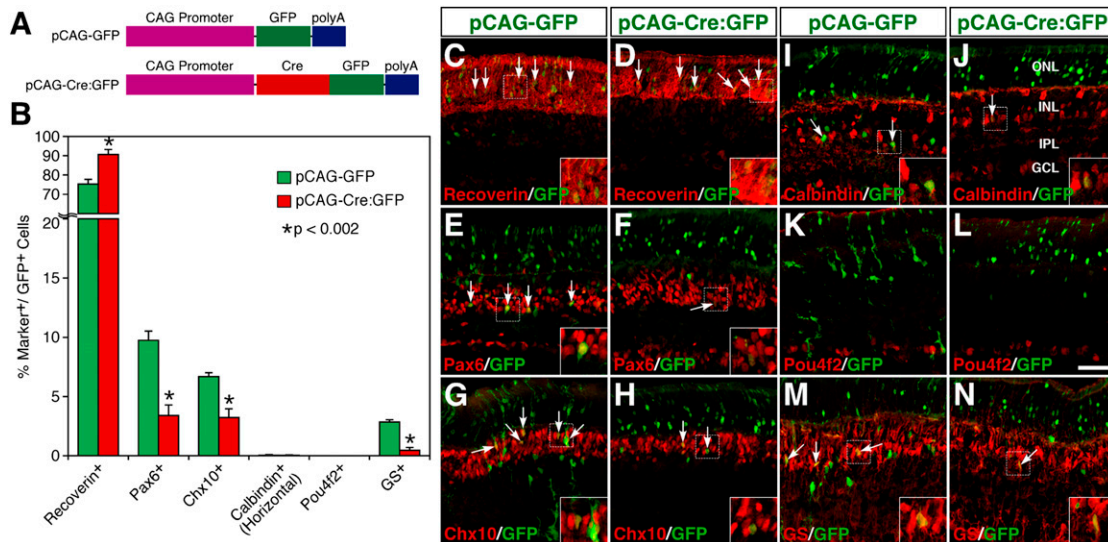 A
CAG Promoter GFP polyA
pCAG-GFP
CAG Promoter Cre GFP polyA
pCAG-Cre:GFP
B
% Marker+/ GFP+ Cells
100
90
80
70
20
15
10
5
0
*
*
*
*
pCAG-GFP
pCAG-Cre:GFP
*p < 0.002
Recoverin+
Pax6+
Chx10+
Calbindin+
(Horizontal)
Pou4f2+
GS+
pCAG-GFP
pCAG-Cre:GFP
pCAG-GFP
pCAG-Cre:GFP
C
Recoverin/GFP
D
Recoverin/GFP
I
Calbindin/GFP
J
ONL
INL
IPL
GCL
Calbindin/GFP
E
Pax6/GFP
F
Pax6/GFP
K
Pou4f2/GFP
L
Pou4f2/GFP
G
Chx10/GFP
H
Chx10/GFP
M
GS/GFP
N
GS/GFP